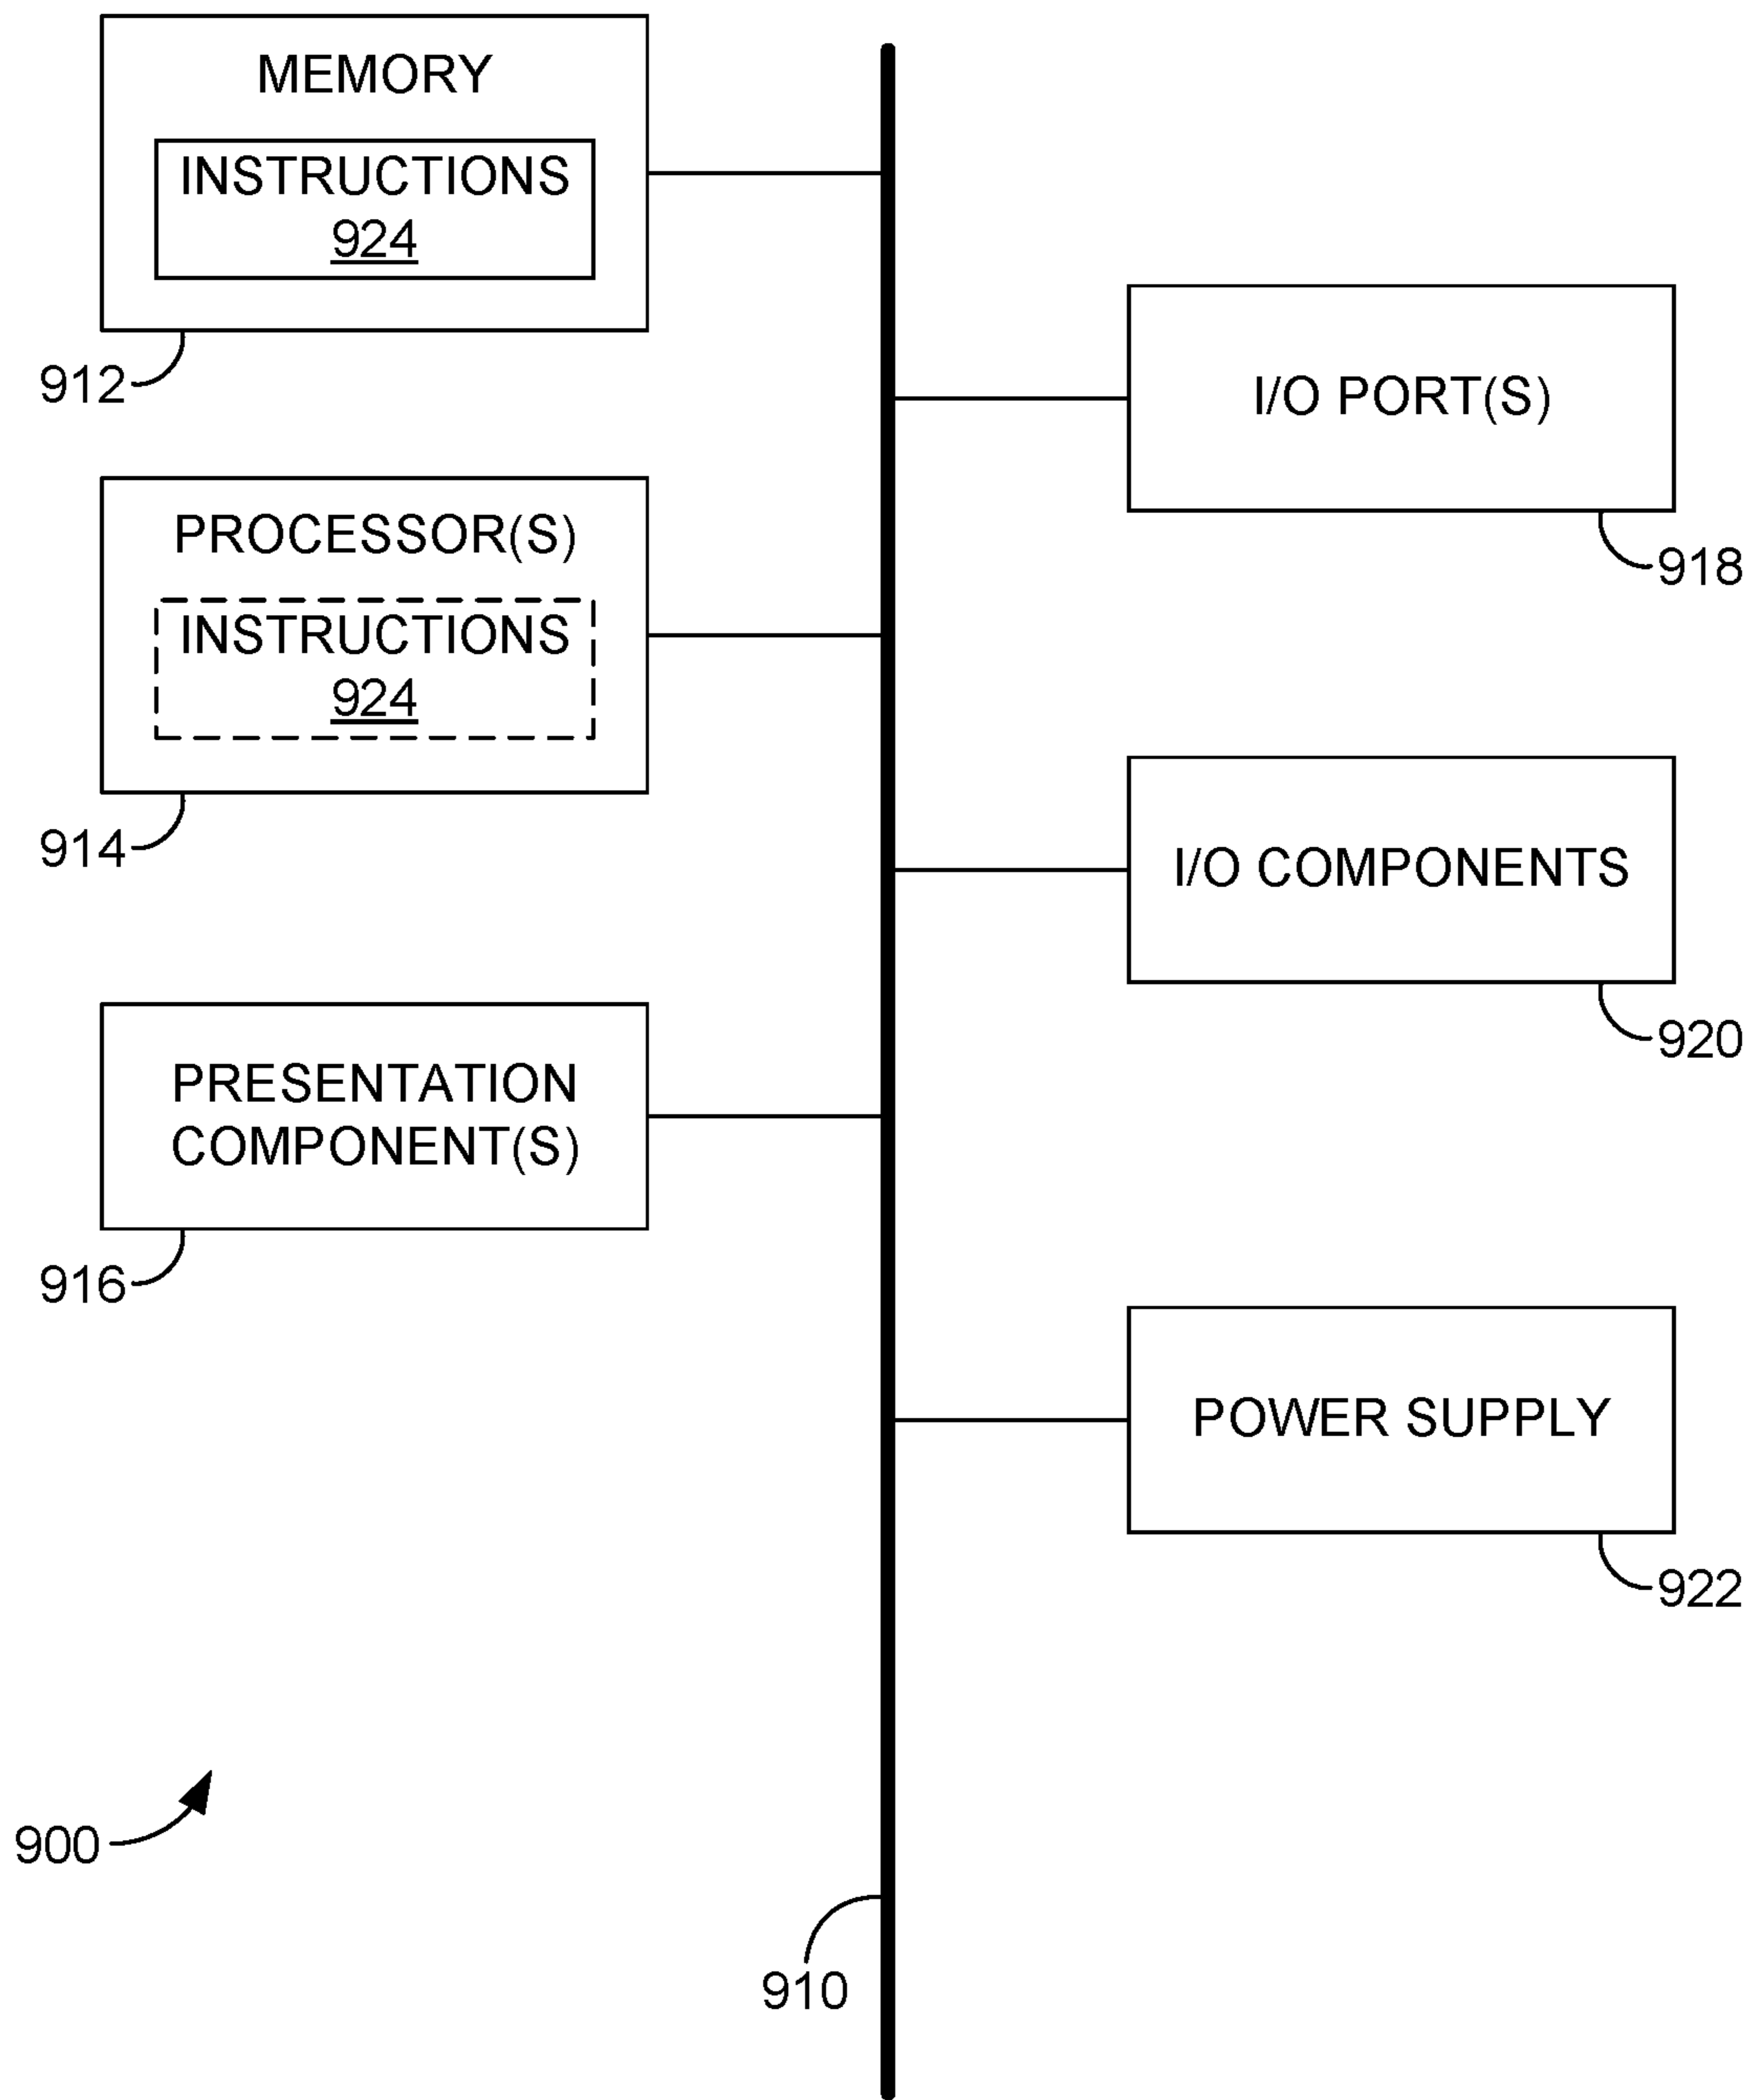 MEMORY
INSTRUCTIONS
924
912
PROCESSOR(S)
INSTRUCTIONS
924
914
PRESENTATION
COMPONENT(S)
916
I/O PORT(S)
918
I/O COMPONENTS
920
POWER SUPPLY
922
900
910